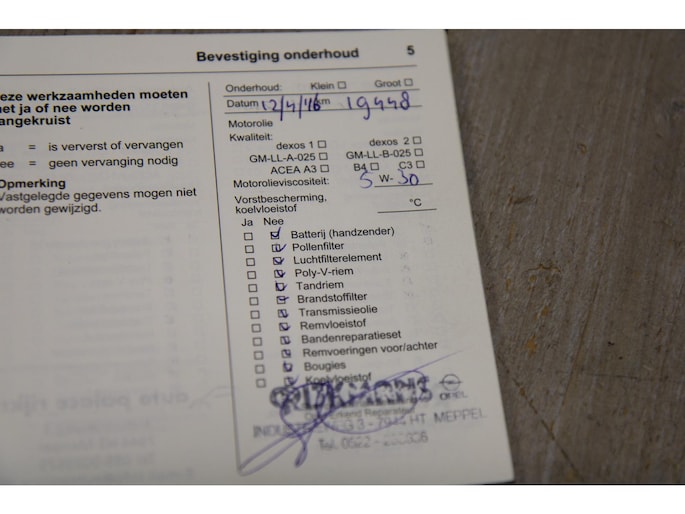 Bevestiging onderhoud 5
eze werkzaamheden moeten
et ja of nee worden
angekruist
a = is ververst of vervangen
ee = geen vervanging nodig
Opmerking
Vastgelegde gegevens mogen niet
worden gewijzigd.
Onderhoud: Klein ☐ Groot ☐
Datum 12/4/16 km 19448
Motorolie
Kwaliteit:
dexos 1 ☐ dexos 2 ☐
GM-LL-A-025 ☐ GM-LL-B-025 ☐
ACEA A3 ☐ B4 ☐ C3 ☐
Motorolieviscositeit: 5 W- 30
Vorstbescherming,
koelvloeistof °C
Ja Nee
☐ ☑ Batterij (handzender)
☐ ☑ Pollenfilter
☐ ☑ Luchtfilterelement
☐ ☑ Poly-V-riem
☐ ☑ Tandriem
☐ ☑ Brandstoffilter
☐ ☑ Transmissieolie
☐ ☑ Remvloeistof
☐ ☑ Bandenreparatieset
☐ ☑ Remvoeringen voor/achter
☐ ☑ Bougies
☐ ☑ Koelvloeistof
OPEL
Reparateur
MEPPEL
Tel. 0522 -